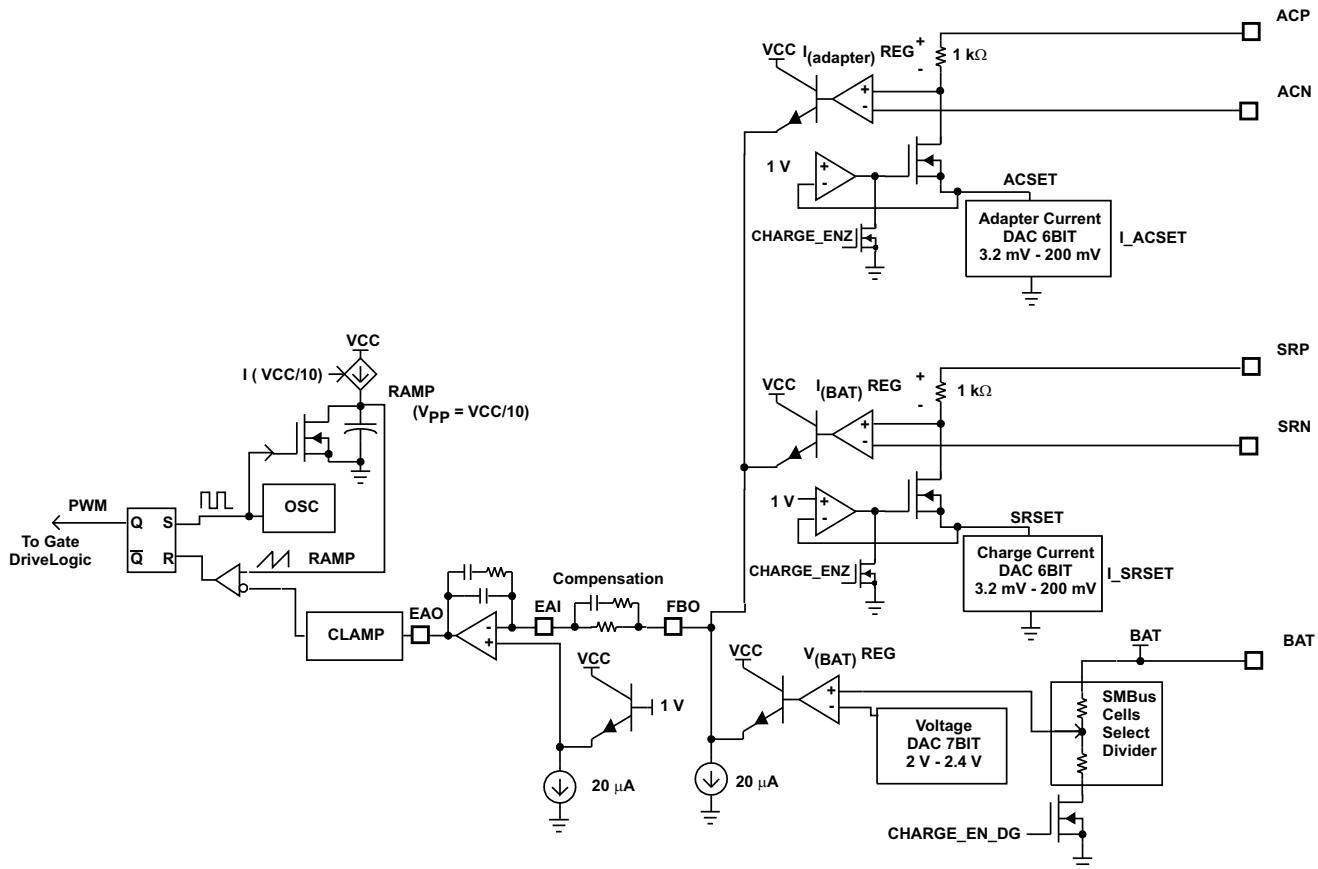 ACP
VCC I(adapter) REG + 1 kΩ
-
ACN
+
-
1 V
+
-
ACSET
CHARGE_ENZ
Adapter Current
DAC 6BIT
3.2 mV - 200 mV
I_ACSET
SRP
VCC I(BAT) REG + 1 kΩ
-
SRN
+
-
1 V
+
-
SRSET
CHARGE_ENZ
Charge Current
DAC 6BIT
3.2 mV - 200 mV
I_SRSET
VCC
I ( VCC/10)
RAMP
(VPP = VCC/10)
PWM
To Gate
DriveLogic
Q S
Q R
OSC
RAMP
CLAMP
EAO
-
+
EAI
Compensation
FBO
VCC
1 V
20 µA
VCC
V(BAT) REG
+
-
20 µA
Voltage
DAC 7BIT
2 V - 2.4 V
BAT
BAT
SMBus
Cells
Select
Divider
CHARGE_EN_DG